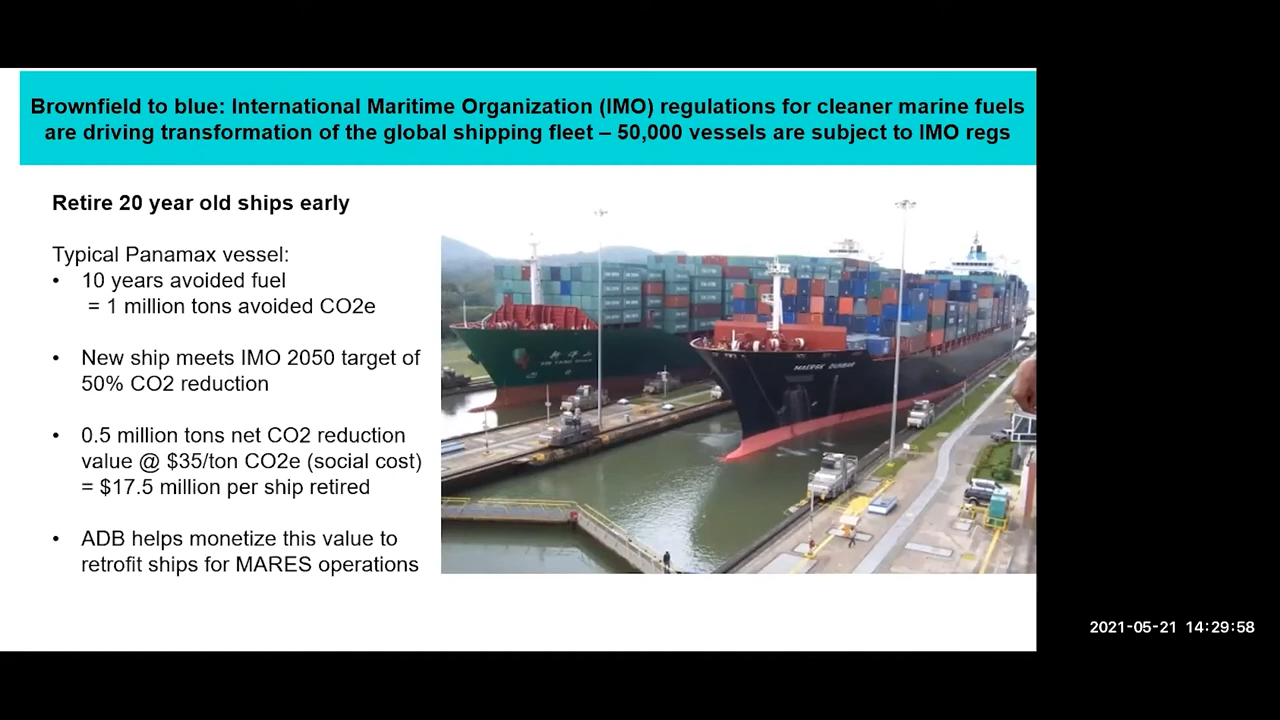 Brownfield to blue: International Maritime Organization (IMO) regulations for cleaner marine fuels
are driving transformation of the global shipping fleet – 50,000 vessels are subject to IMO regs
Retire 20 year old ships early
Typical Panamax vessel:
• 10 years avoided fuel
= 1 million tons avoided CO2e
• New ship meets IMO 2050 target of
50% CO2 reduction
• 0.5 million tons net CO2 reduction
value @ $35/ton CO2e (social cost)
= $17.5 million per ship retired
• ADB helps monetize this value to
retrofit ships for MARES operations
MAERSK DUNBAR
2021-05-21 14:29:58